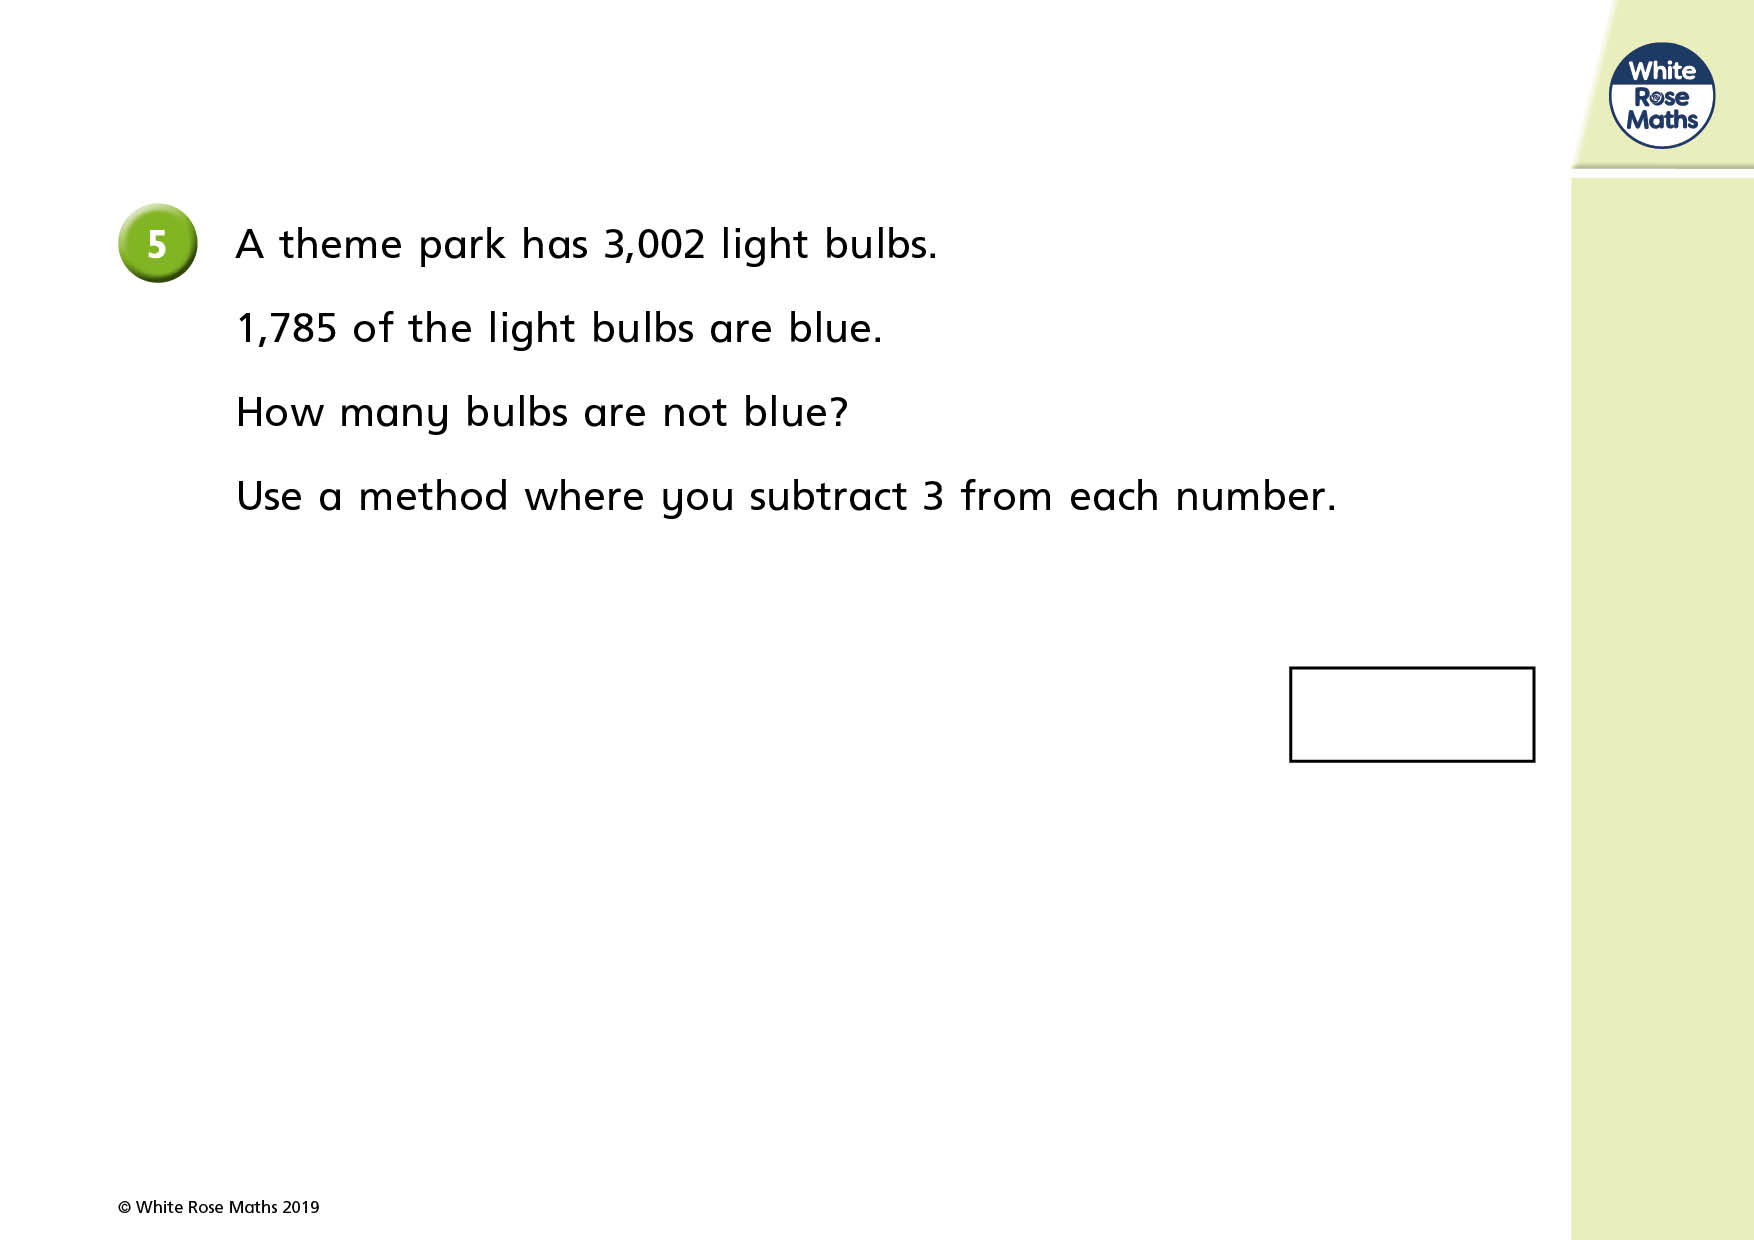 White
Rose
Maths
5 A theme park has 3,002 light bulbs.
1,785 of the light bulbs are blue.
How many bulbs are not blue?
Use a method where you subtract 3 from each number.
© White Rose Maths 2019